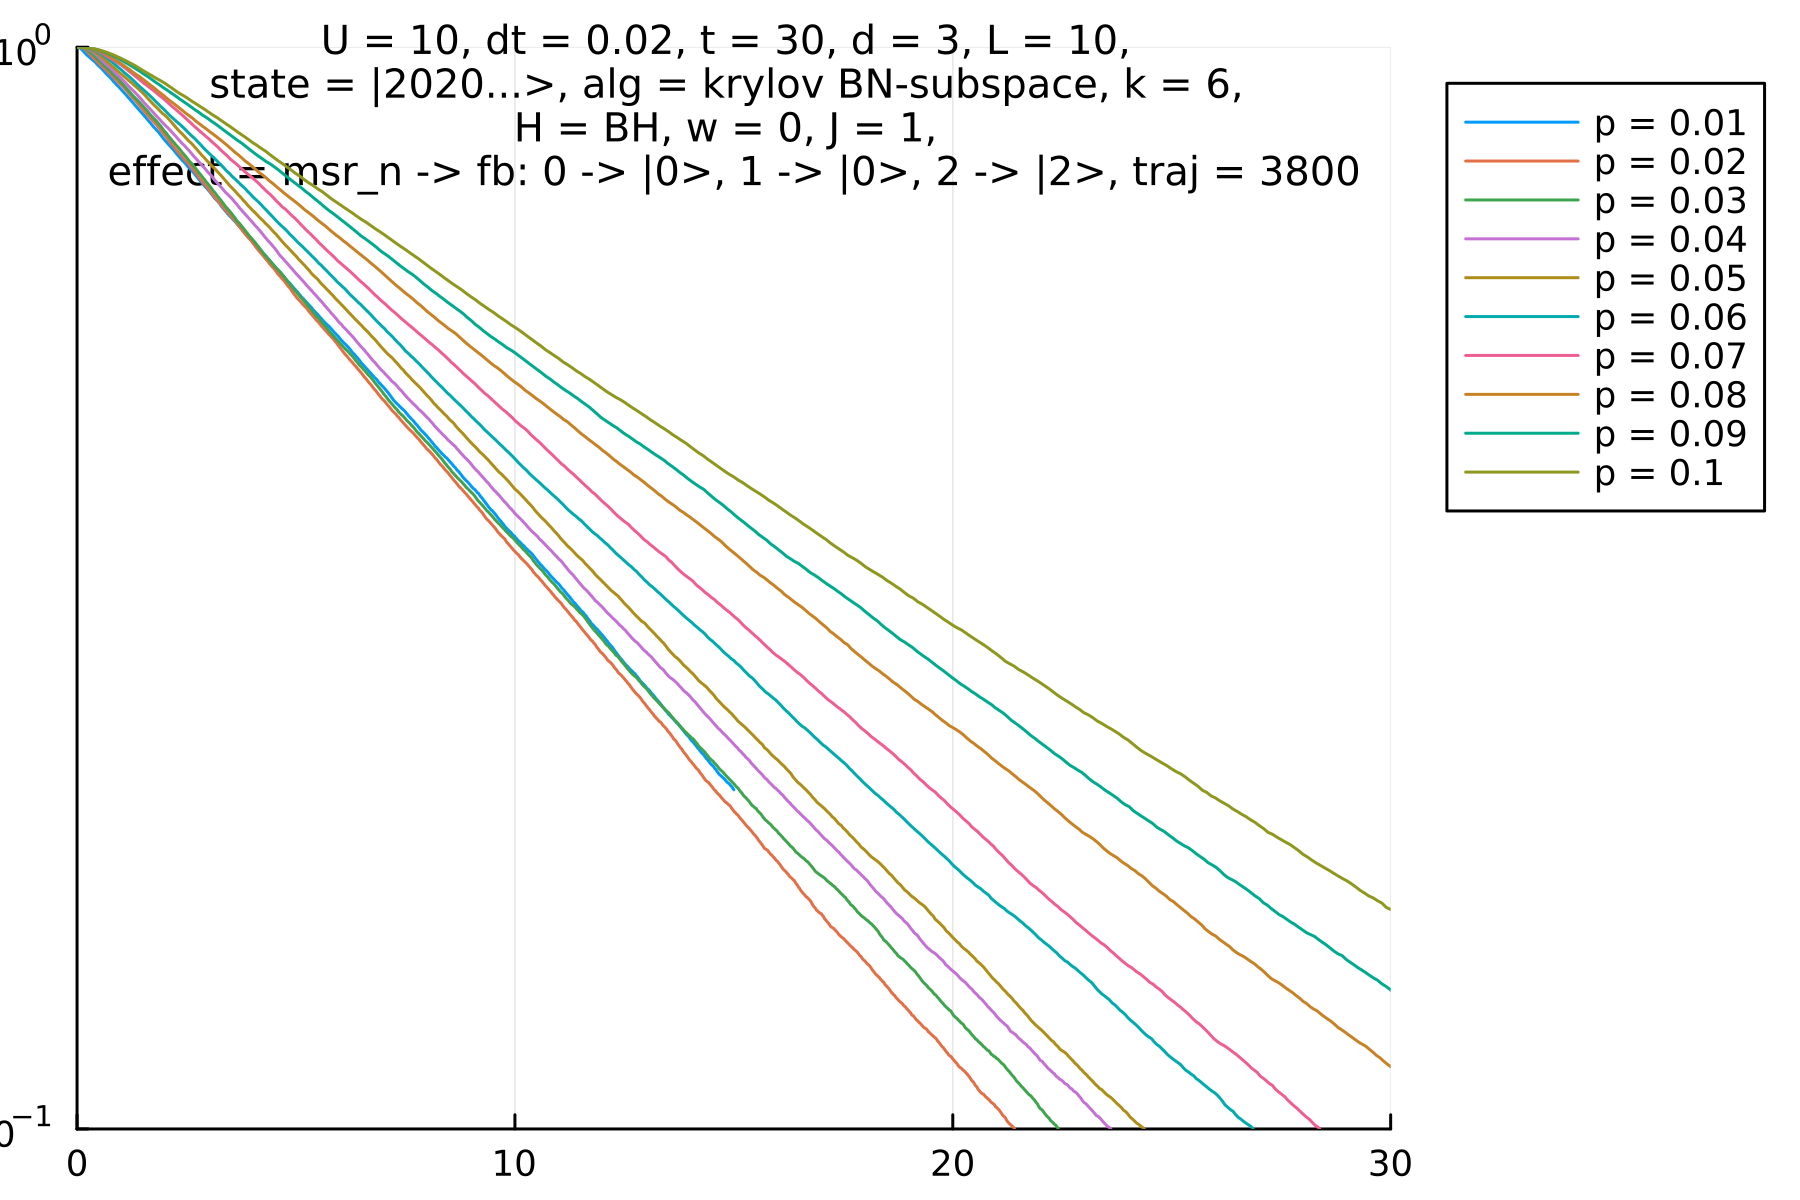 U = 10, dt = 0.02, t = 30, d = 3, L = 10,
state = |2020...>, alg = krylov BN-subspace, k = 6,
H = BH, w = 0, J = 1,
effect = msr_n -> fb: 0 -> |0>, 1 -> |0>, 2 -> |2>, traj = 3800
10⁰
0⁻¹
0 10 20 30
p = 0.01
p = 0.02
p = 0.03
p = 0.04
p = 0.05
p = 0.06
p = 0.07
p = 0.08
p = 0.09
p = 0.1